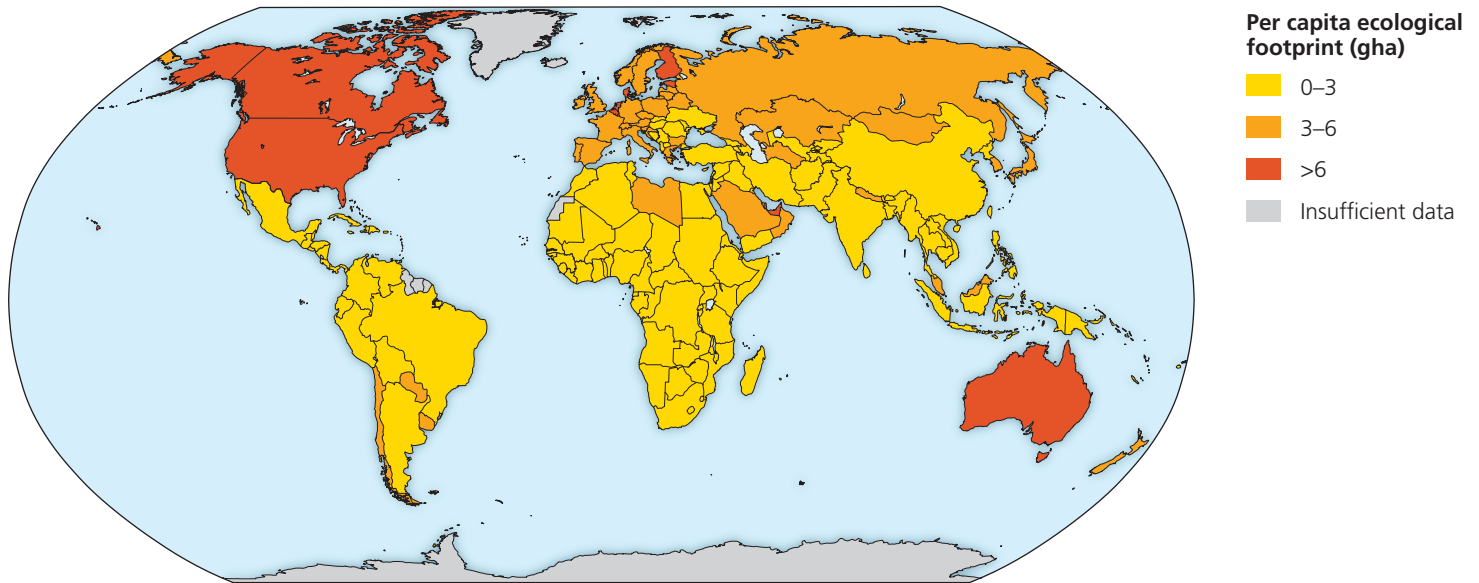 Per capita ecological
footprint (gha)
0–3
3–6
>6
Insufficient data